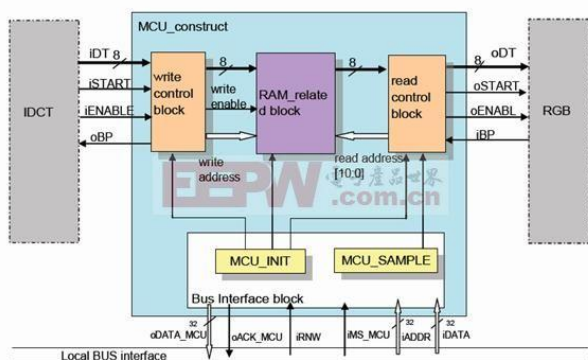 MCU_construct
iDT
8
iSTART
iENABLE
oBP
IDCT
write
control
block
8
write
enable
RAM_relate
d block
8
read
control
block
8
oDT
oSTART
oENABL
iBP
RGB
write
address
read address
[10:0]
EEPW
电子產品世界
.com.cn
MCU_INIT
MCU_SAMPLE
Bus Interface block
32
oDATA_MCU
oACK_MCU
iRNW
iMS_MCU
32
iADDR
32
iDATA
Local BUS interface